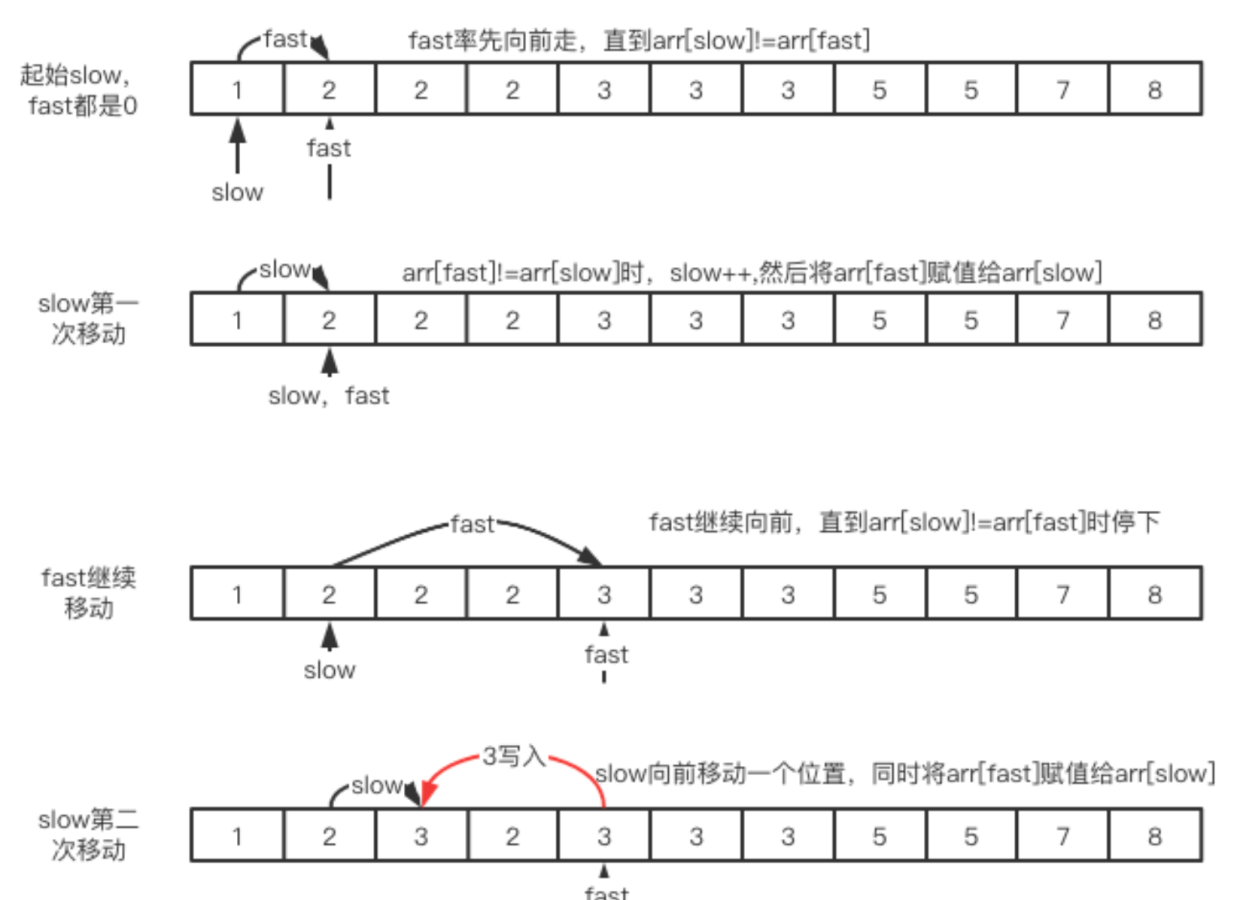 fast
fast率先向前走，直到arr[slow]!=arr[fast]
起始slow，
fast都是0
1 2 2 2 3 3 3 5 5 7 8
fast
slow
slow
arr[fast]!=arr[slow]时，slow++,然后将arr[fast]赋值给arr[slow]
slow第一
次移动
1 2 2 2 3 3 3 5 5 7 8
slow，fast
fast
fast继续向前，直到arr[slow]!=arr[fast]时停下
fast继续
移动
1 2 2 2 3 3 3 5 5 7 8
fast
slow
3写入
slow向前移动一个位置，同时将arr[fast]赋值给arr[slow]
slow
slow第二
次移动
1 2 3 2 3 3 3 5 5 7 8
fast